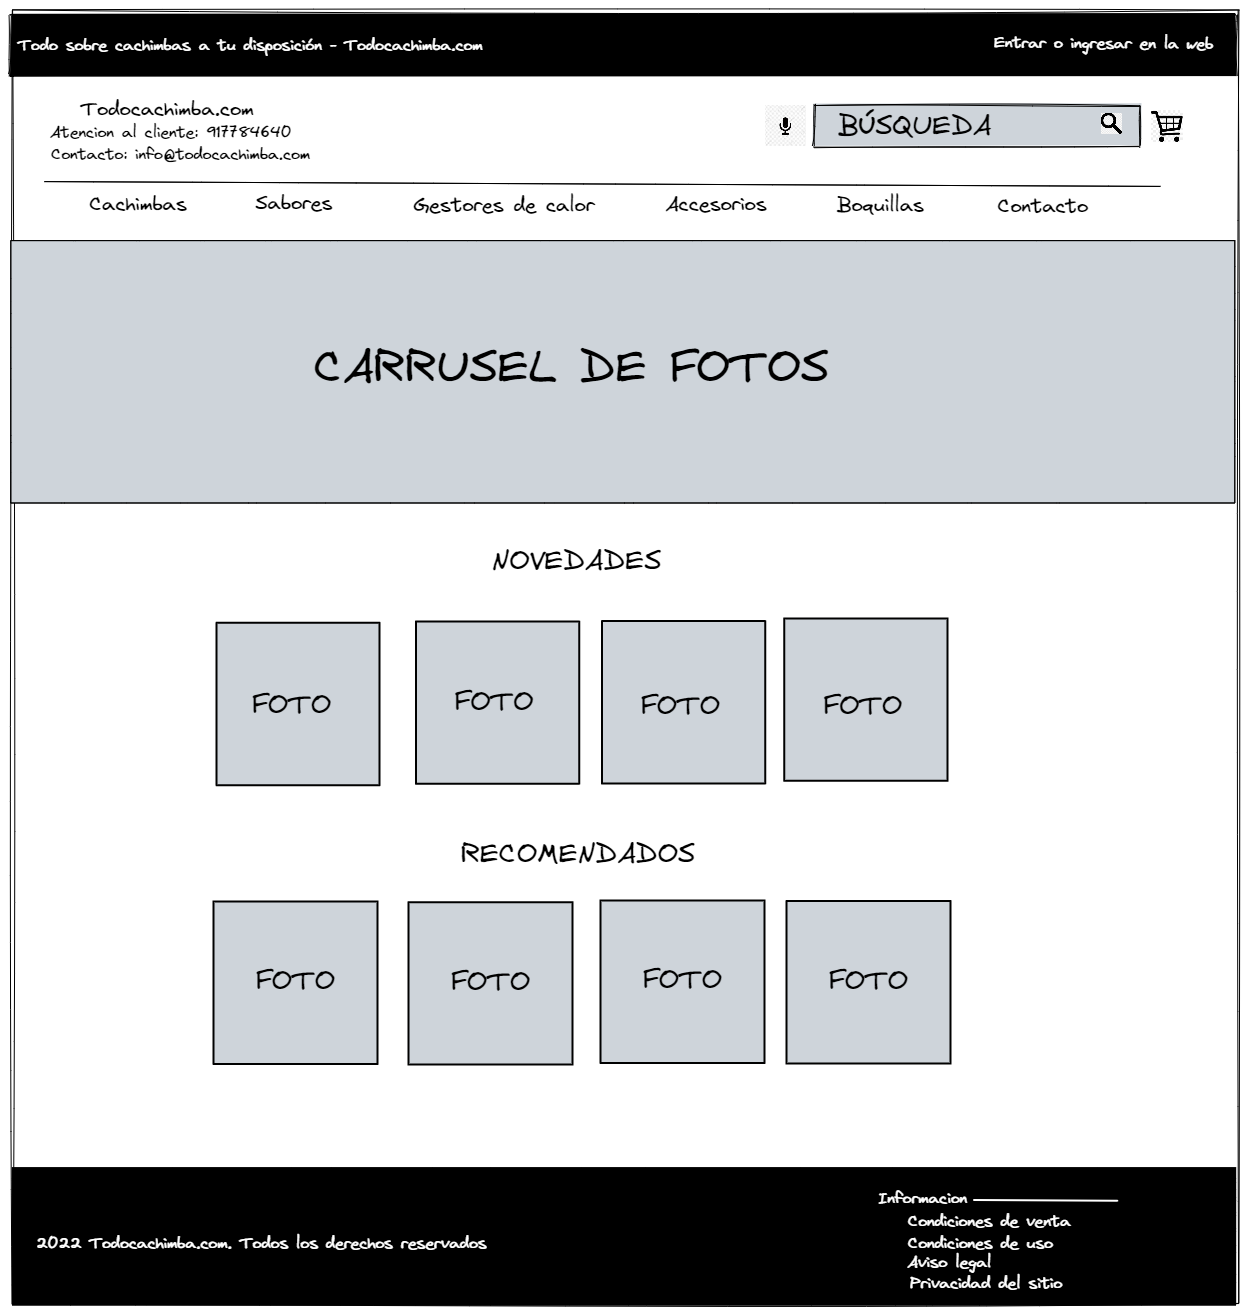 Todo sobre cachimbas a tu disposición - Todocachimba.com
Entrar o ingresar en la web
Todocachimba.com
Atencion al cliente: 917784640
Contacto: info@todocachimba.com
BÚSQUEDA
Cachimbas Sabores Gestores de calor Accesorios Boquillas Contacto
CARRUSEL DE FOTOS
NOVEDADES
FOTO FOTO FOTO FOTO
RECOMENDADOS
FOTO FOTO FOTO FOTO
2022 Todocachimba.com. Todos los derechos reservados
Informacion
Condiciones de venta
Condiciones de uso
Aviso legal
Privacidad del sitio